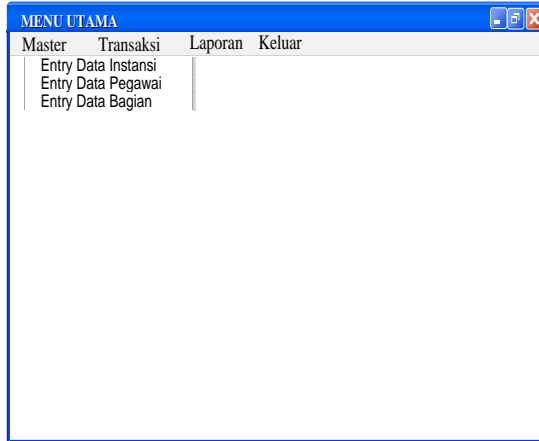 MENU UTAMA
Master Transaksi Laporan Keluar
Entry Data Instansi
Entry Data Pegawai
Entry Data Bagian